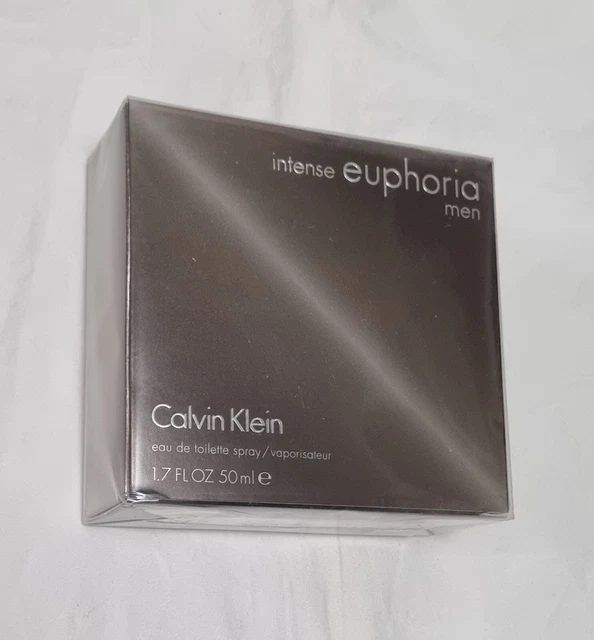 intense euphoria
men
Calvin Klein
eau de toilette spray/vaporisateur
1.7 FL OZ 50 ml ℮